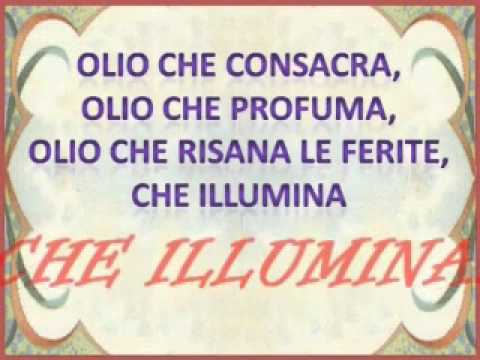 OLIO CHE CONSACRA,
OLIO CHE PROFUMA,
OLIO CHE RISANA LE FERITE,
CHE ILLUMINA
CHE ILLUMINA